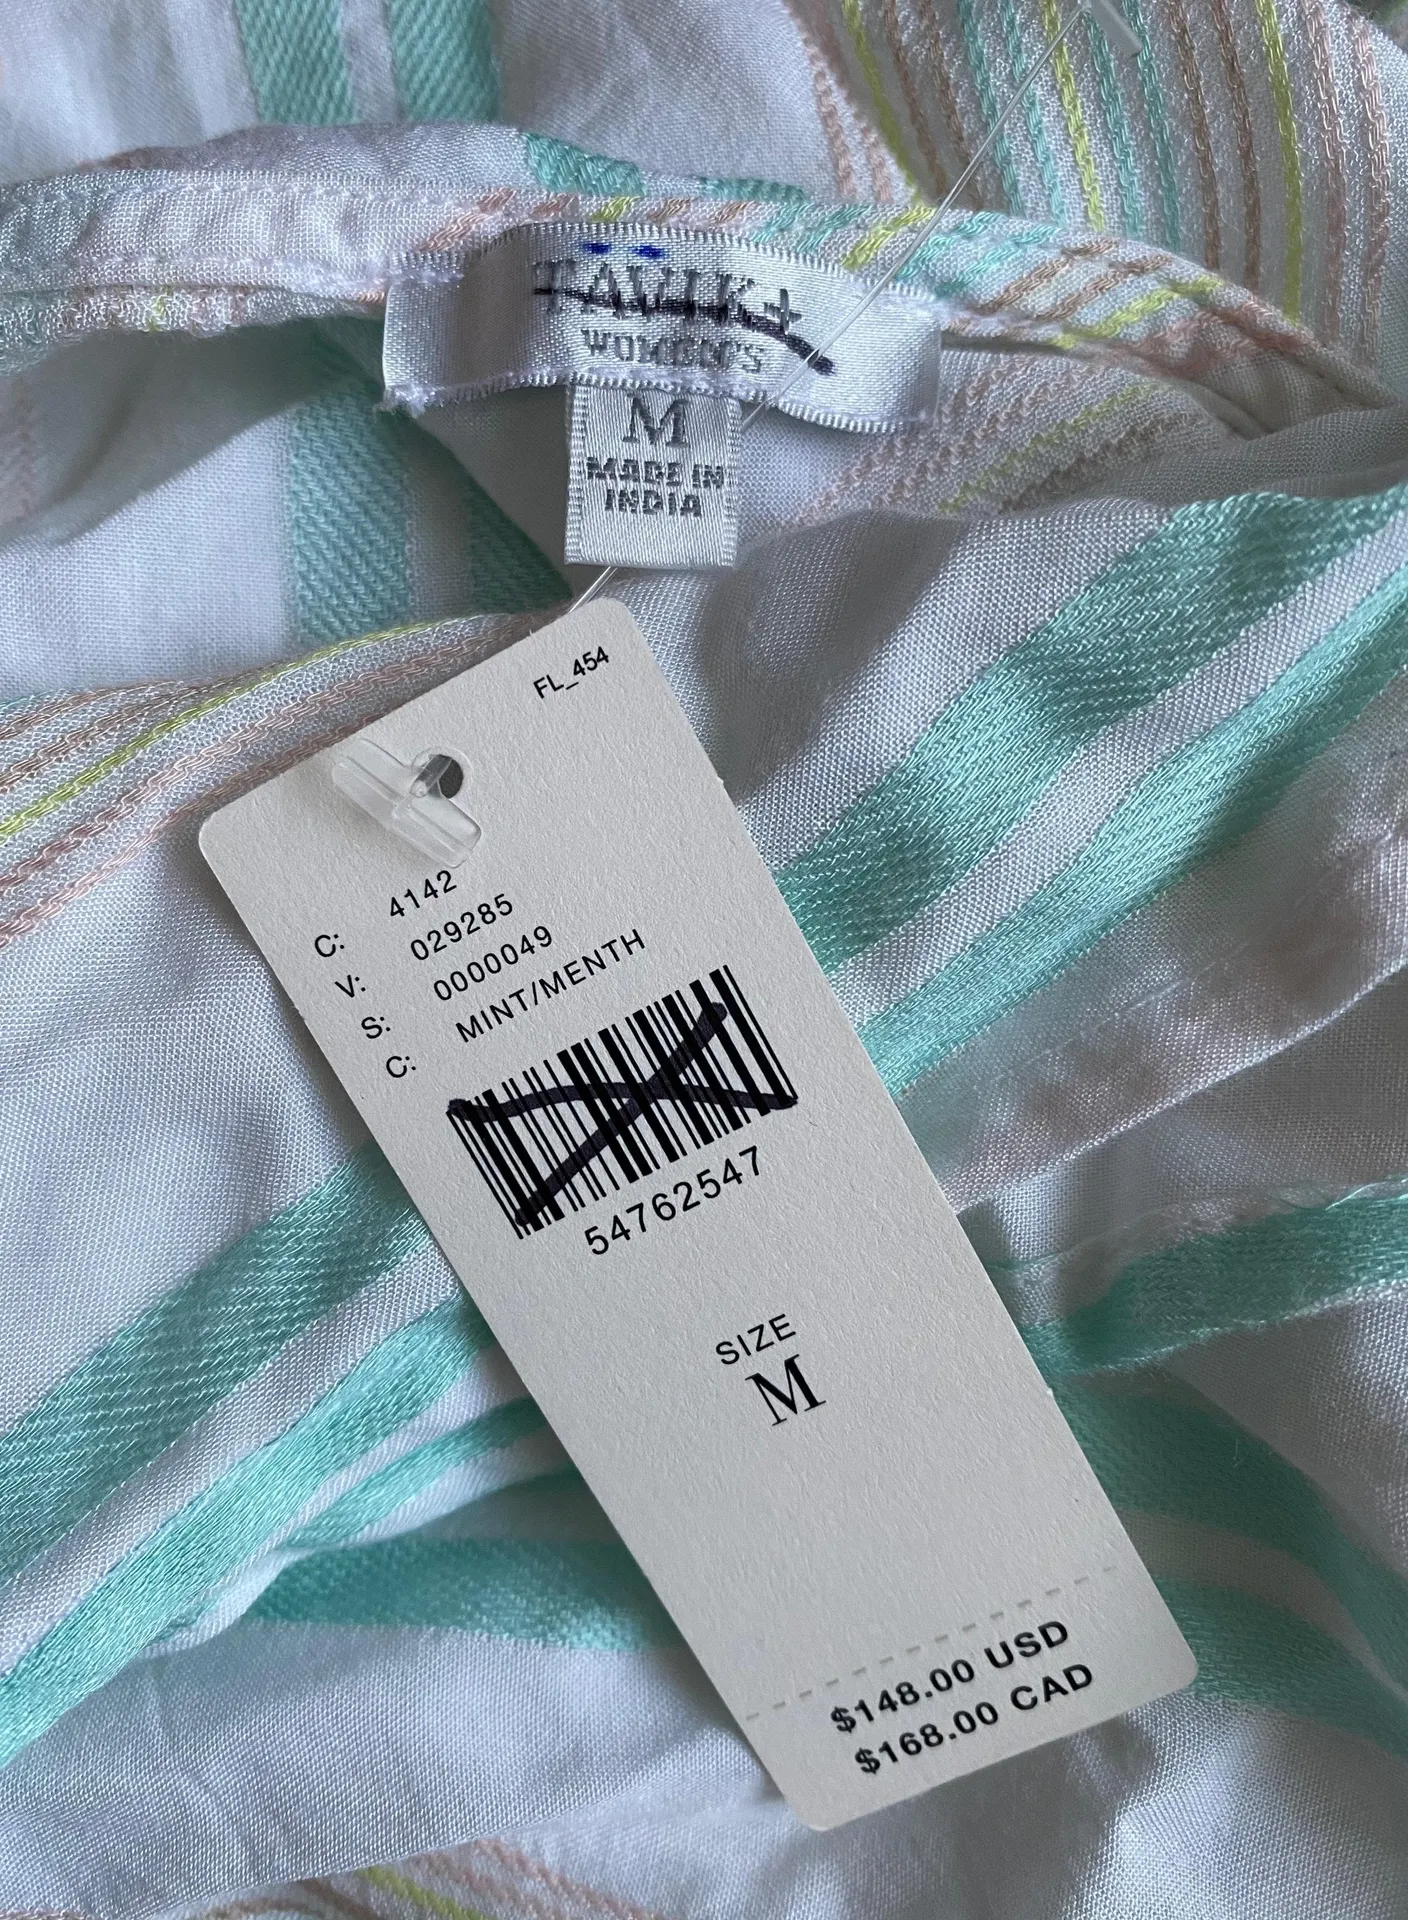 WOMEN'S
M
MADE IN
INDIA
FL_454
C: 4142
V: 029285
S: 0000049
C: MINT/MENTH
54762547
SIZE
M
$148.00 USD
$168.00 CAD